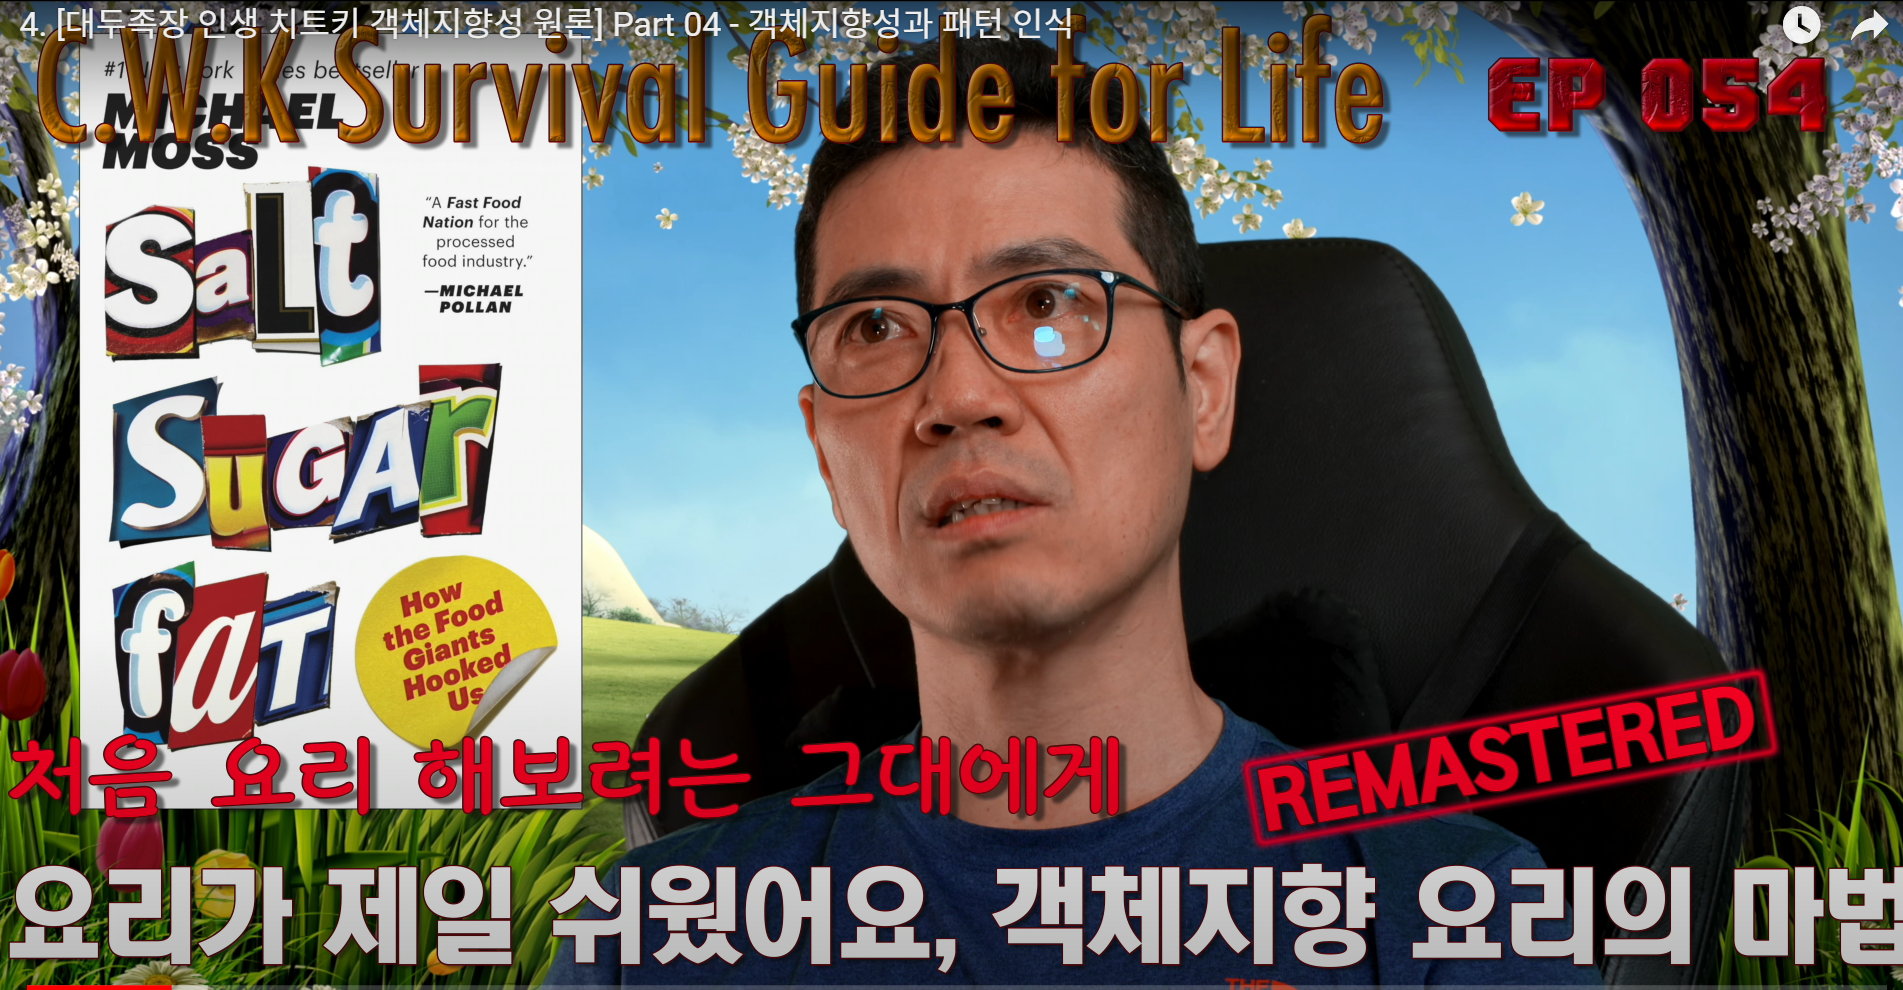 4. [대두족장 인생 치트키 객체지향성 원론] Part 04 - 객체지향성과 패턴 인식
C.W.K Survival Guide for Life
EP 054
MICHAEL
MOSS
Salt
"A Fast Food
Nation for the
processed
food industry."
—MICHAEL
POLLAN
SUGAr
faT
How
the Food
Giants
Hooked
Us
처음 요리 해보려는 그대에게
REMASTERED
요리가 제일 쉬웠어요, 객체지향 요리의 마법
THE